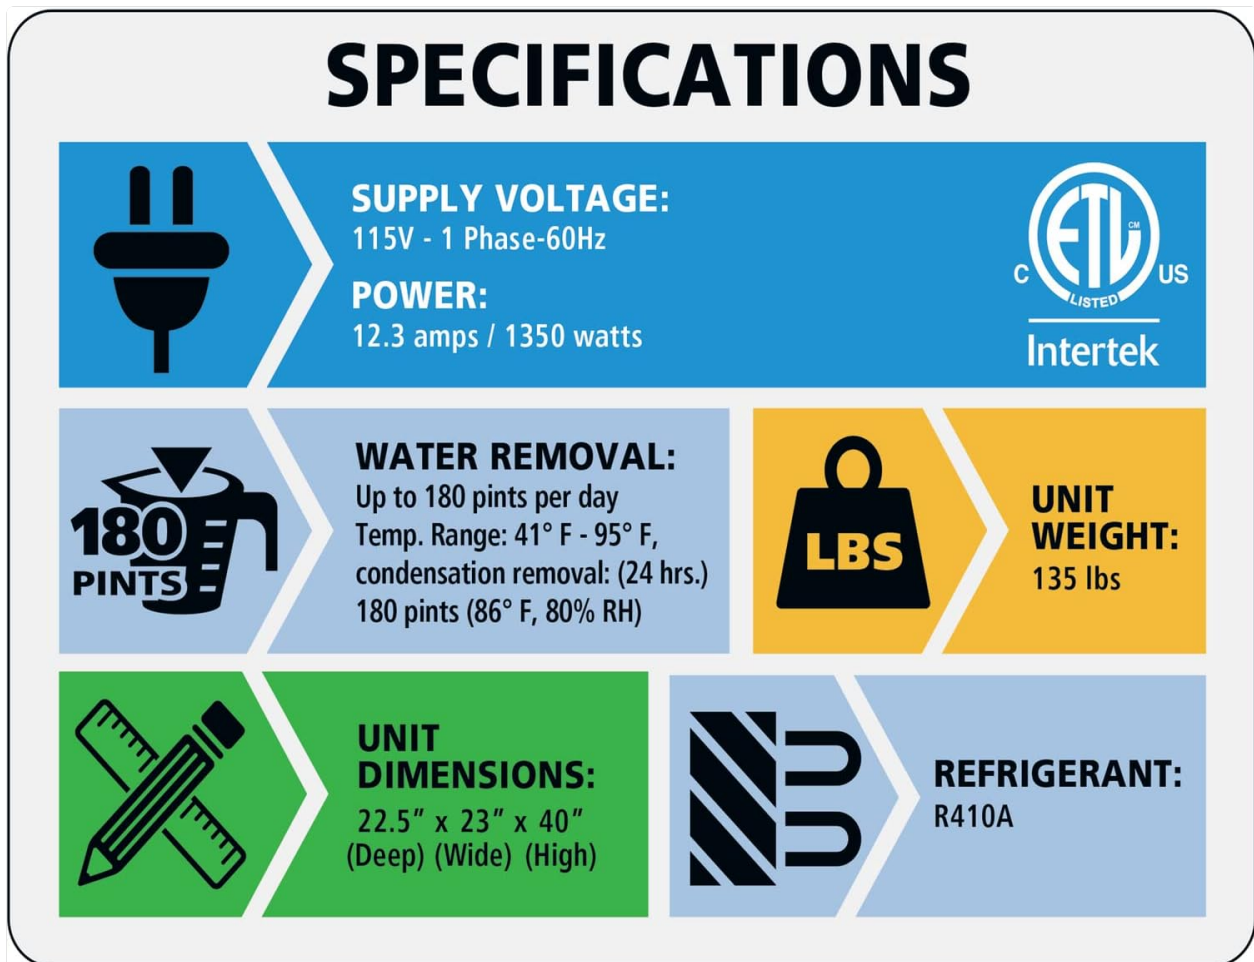 SPECIFICATIONS
SUPPLY VOLTAGE:
115V - 1 Phase-60Hz
POWER:
12.3 amps / 1350 watts
ETL
CM
C
US
LISTED
Intertek
180
PINTS
WATER REMOVAL:
Up to 180 pints per day
Temp. Range: 41° F - 95° F,
condensation removal: (24 hrs.)
180 pints (86° F, 80% RH)
LBS
UNIT
WEIGHT:
135 lbs
UNIT
DIMENSIONS:
22.5” x 23” x 40”
(Deep) (Wide) (High)
REFRIGERANT:
R410A